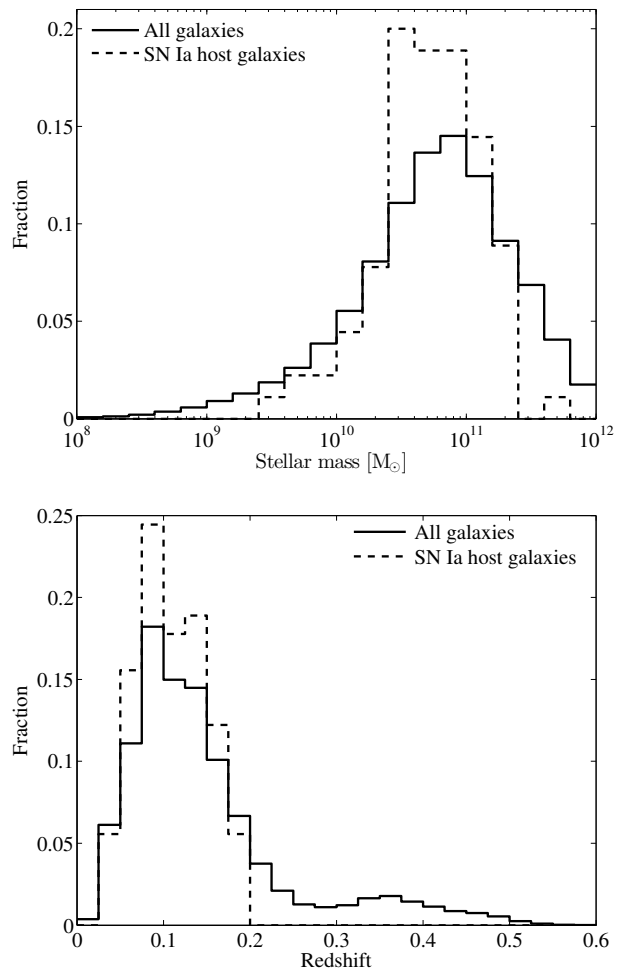 0.2
0.15
0.1
0.05
0
Fraction
All galaxies
SN Ia host galaxies
10^8
10^9
10^10
10^11
10^12
Stellar mass [M⊙]
0.25
0.2
0.15
0.1
0.05
0
Fraction
All galaxies
SN Ia host galaxies
0
0.1
0.2
0.3
0.4
0.5
0.6
Redshift